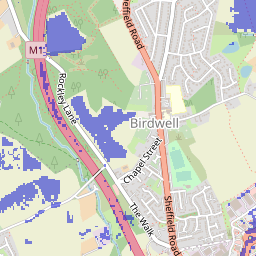 Sheffield Road
M1
Rockley Lane
Birdwell
Chapel Street
The Walk
Sheffield Road